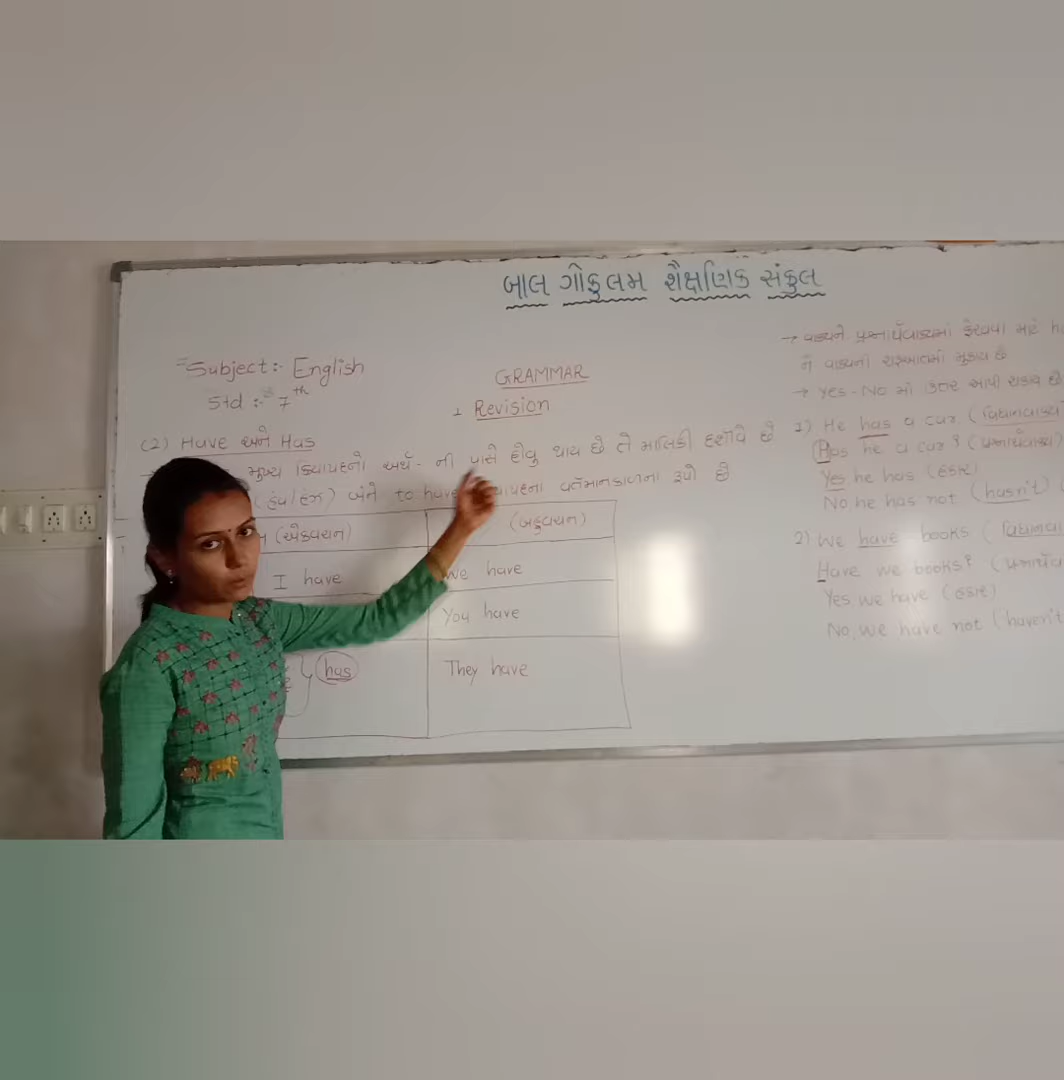 બાલ ગોકુલમ શૈક્ષણિક સંકુલ
Subject:- English
Std :- 7th
GRAMMAR
1 Revision
(2) Have અને Has
મુખ્ય ક્રિયાપદનો અર્થ - ની પાસે હોવુ થાય છે તે માલિકી દર્શાવે છે
(હેવ/હેઝ) બંને to have વર્તમાનકાળના રૂપો છે
(એકવચન) (બહુવચન)
I have We have
You have
has They have
→ વાક્યને પ્રશ્નાર્થવાક્યમાં ફેરવવા માટે
ને વાક્યની શરૂઆતમાં મુકાય છે
→ Yes-No માં ઉત્તર આપી શકાય છે
1) He has a car. (વિધાનવાક્ય
Has he a car? (પ્રશ્નાર્થવાક્ય
Yes he has (હકાર)
No, he has not (hasn't) (
2) We have books (
Have we books? (
Yes, we have (હકાર)
No, we have not (haven't